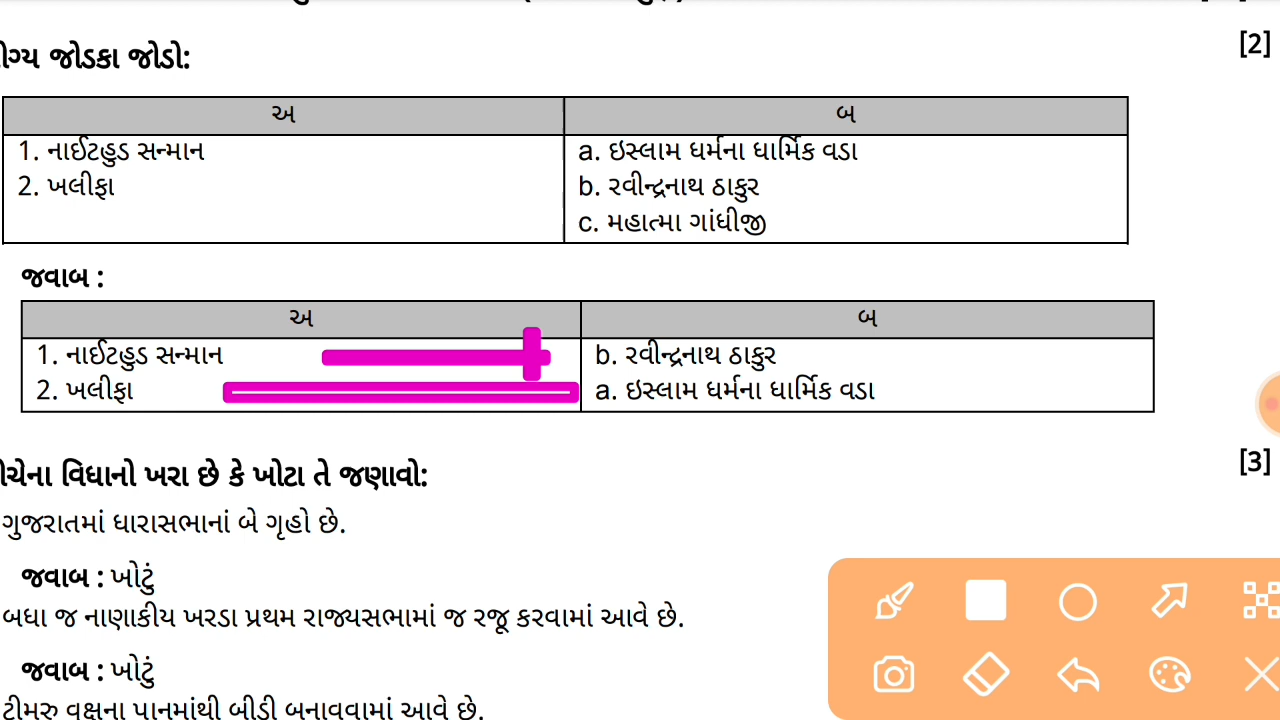 [2]
ગ્ય જોડકા જોડો:
અ બ
1. નાઈટહુડ સન્માન a. ઇસ્લામ ધર્મના ધાર્મિક વડા
2. ખલીફા b. રવીન્દ્રનાથ ઠાકુર
c. મહાત્મા ગાંધીજી
જવાબ :
અ બ
1. નાઈટહુડ સન્માન b. રવીન્દ્રનાથ ઠાકુર
2. ખલીફા a. ઇસ્લામ ધર્મના ધાર્મિક વડા
ચેના વિધાનો ખરા છે કે ખોટા તે જણાવો: [3]
ગુજરાતમાં ધારાસભાનાં બે ગૃહો છે.
જવાબ : ખોટું
બધા જ નાણાકીય ખરડા પ્રથમ રાજ્યસભામાં જ રજૂ કરવામાં આવે છે.
જવાબ : ખોટું
ટીમરુ વૃક્ષના પાનમાંથી બીડી બનાવવામાં આવે છે.